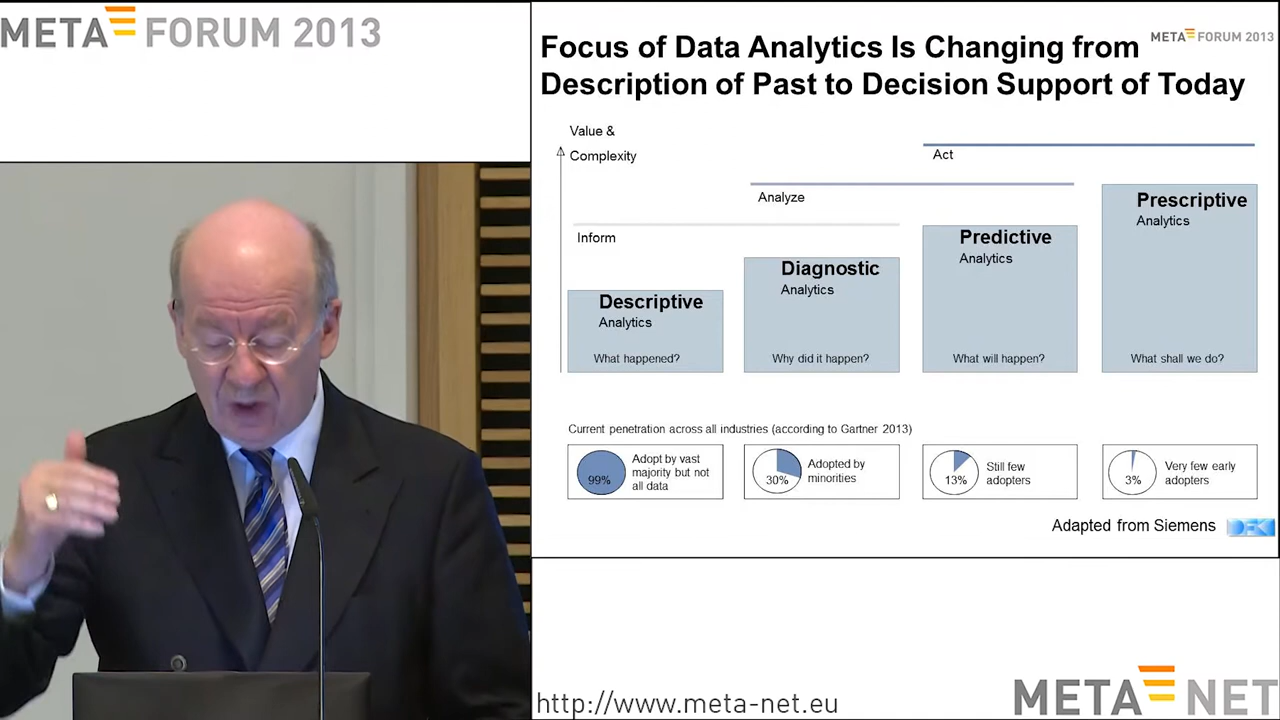 META FORUM 2013
Focus of Data Analytics Is Changing from
META FORUM 2013
Description of Past to Decision Support of Today
Value &
Complexity
Act
Analyze
Inform
Descriptive
Analytics
What happened?
Diagnostic
Analytics
Why did it happen?
Predictive
Analytics
What will happen?
Prescriptive
Analytics
What shall we do?
Current penetration across all industries (according to Gartner 2013)
99%
Adopt by vast
majority but not
all data
30%
Adopted by
minorities
13%
Still few
adopters
3%
Very few early
adopters
Adapted from Siemens
DFKI
http://www.meta-net.eu
META NET